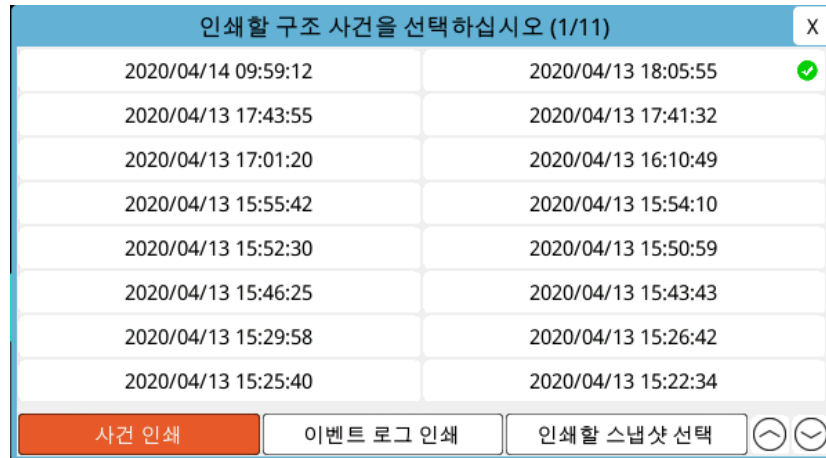 인쇄할 구조 사건을 선택하십시오 (1/11) X
2020/04/14 09:59:12 2020/04/13 18:05:55
2020/04/13 17:43:55 2020/04/13 17:41:32
2020/04/13 17:01:20 2020/04/13 16:10:49
2020/04/13 15:55:42 2020/04/13 15:54:10
2020/04/13 15:52:30 2020/04/13 15:50:59
2020/04/13 15:46:25 2020/04/13 15:43:43
2020/04/13 15:29:58 2020/04/13 15:26:42
2020/04/13 15:25:40 2020/04/13 15:22:34
사건 인쇄 이벤트 로그 인쇄 인쇄할 스냅샷 선택